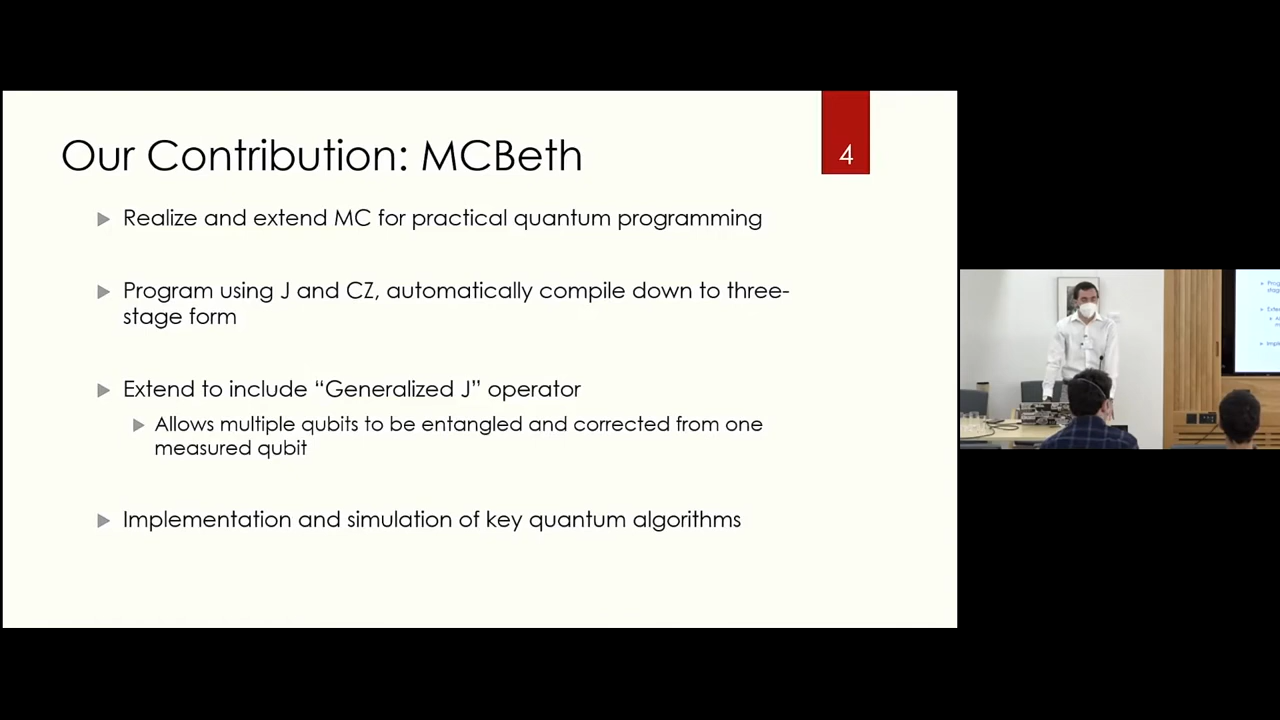 Our Contribution: MCBeth
4
Realize and extend MC for practical quantum programming
Program using J and CZ, automatically compile down to three-
stage form
Extend to include “Generalized J” operator
Allows multiple qubits to be entangled and corrected from one
measured qubit
Implementation and simulation of key quantum algorithms